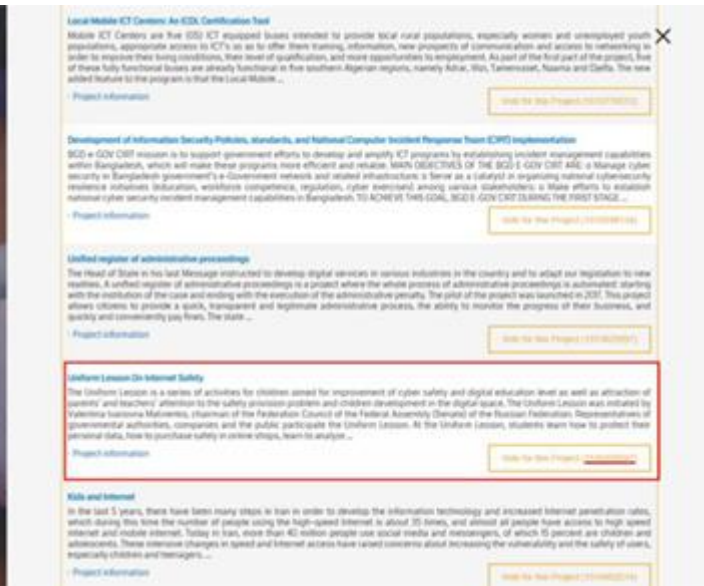 Local Mobile ICT Centers: An ICDL Certification Tool
Mobile ICT Centers are five (05) ICT equipped buses intended to provide local rural populations, especially women and unemployed youth
populations, appropriate access to ICT's so as to offer them training, information, new prospects of communication and access to networking in
order to improve their living conditions, their level of qualification, and more opportunities to employment. As part of the first part of the project, five
of these fully functional buses are already functional in five southern Algerian regions, namely Adrar, Illizi, Tamanrasset, Naama and Djelfa. The new
added feature to the program is that the Local Mobile ...
Project information
Vote for this Project
Development of Information Security Policies, standards, and National Computer Incident Response Team (CIRT) implementation
BGD e-GOV CIRT mission is to support government efforts to develop and amplify ICT programs by establishing incident management capabilities
within Bangladesh, which will make these programs more efficient and reliable. MAIN OBJECTIVES OF THE BGD E-GOV CIRT ARE: o Manage cyber
security in Bangladesh government's e-Government network and related infrastructure; o Serve as a catalyst in organizing national cybersecurity
resilience initiatives (education, workforce competence, regulation, cyber exercises) among various stakeholders; o Make efforts to establish
national cyber security incident management capabilities in Bangladesh. TO ACHIEVE THIS GOAL, BGD E-GOV CIRT DURING THE FIRST STAGE ...
Project information
Vote for this Project
Unified register of administrative proceedings
The Head of State in his last Message instructed to develop digital services in various industries in the country and to adapt our legislation to new
realities. A unified register of administrative proceedings is a project where the whole process of administrative proceedings is automated: starting
with the institution of the case and ending with the execution of the administrative penalty. The pilot of the project was launched in 2017. This project
allows citizens to provide a quick, transparent and legitimate administrative process, the ability to monitor the progress of their business, and
quickly and conveniently pay fines. The state ...
Project information
Vote for this Project
Uniform Lesson On Internet Safety
The Uniform Lesson is a series of activities for children aimed for improvement of cyber safety and digital education level as well as attraction of
parents' and teachers' attention to the safety provision problem and children development in the digital space. The Uniform Lesson was initiated by
Valentina Ivanovna Matvienko, chairman of the Federation Council of the Federal Assembly (Senate) of the Russian Federation. Representatives of
governmental authorities, companies and the public participate the Uniform Lesson. At the Uniform Lesson, students learn how to protect their
personal data, how to purchase safely in online shops, learn to analyze ...
Project information
Vote for this Project
Kids and Internet
In the last 5 years, there have been many steps in Iran in order to develop the information technology and increased Internet penetration rates,
which during this time the number of people using the high-speed Internet is about 35 times, and almost all people have access to high speed
internet and mobile internet. Today in Iran, more than 40 million people use social media and messengers, of which 15 percent are children and
adolescents. These intensive changes in speed and Internet access have raised concerns about increasing the vulnerability and the safety of users,
especially children and teenagers. ...
Project information
Vote for this Project